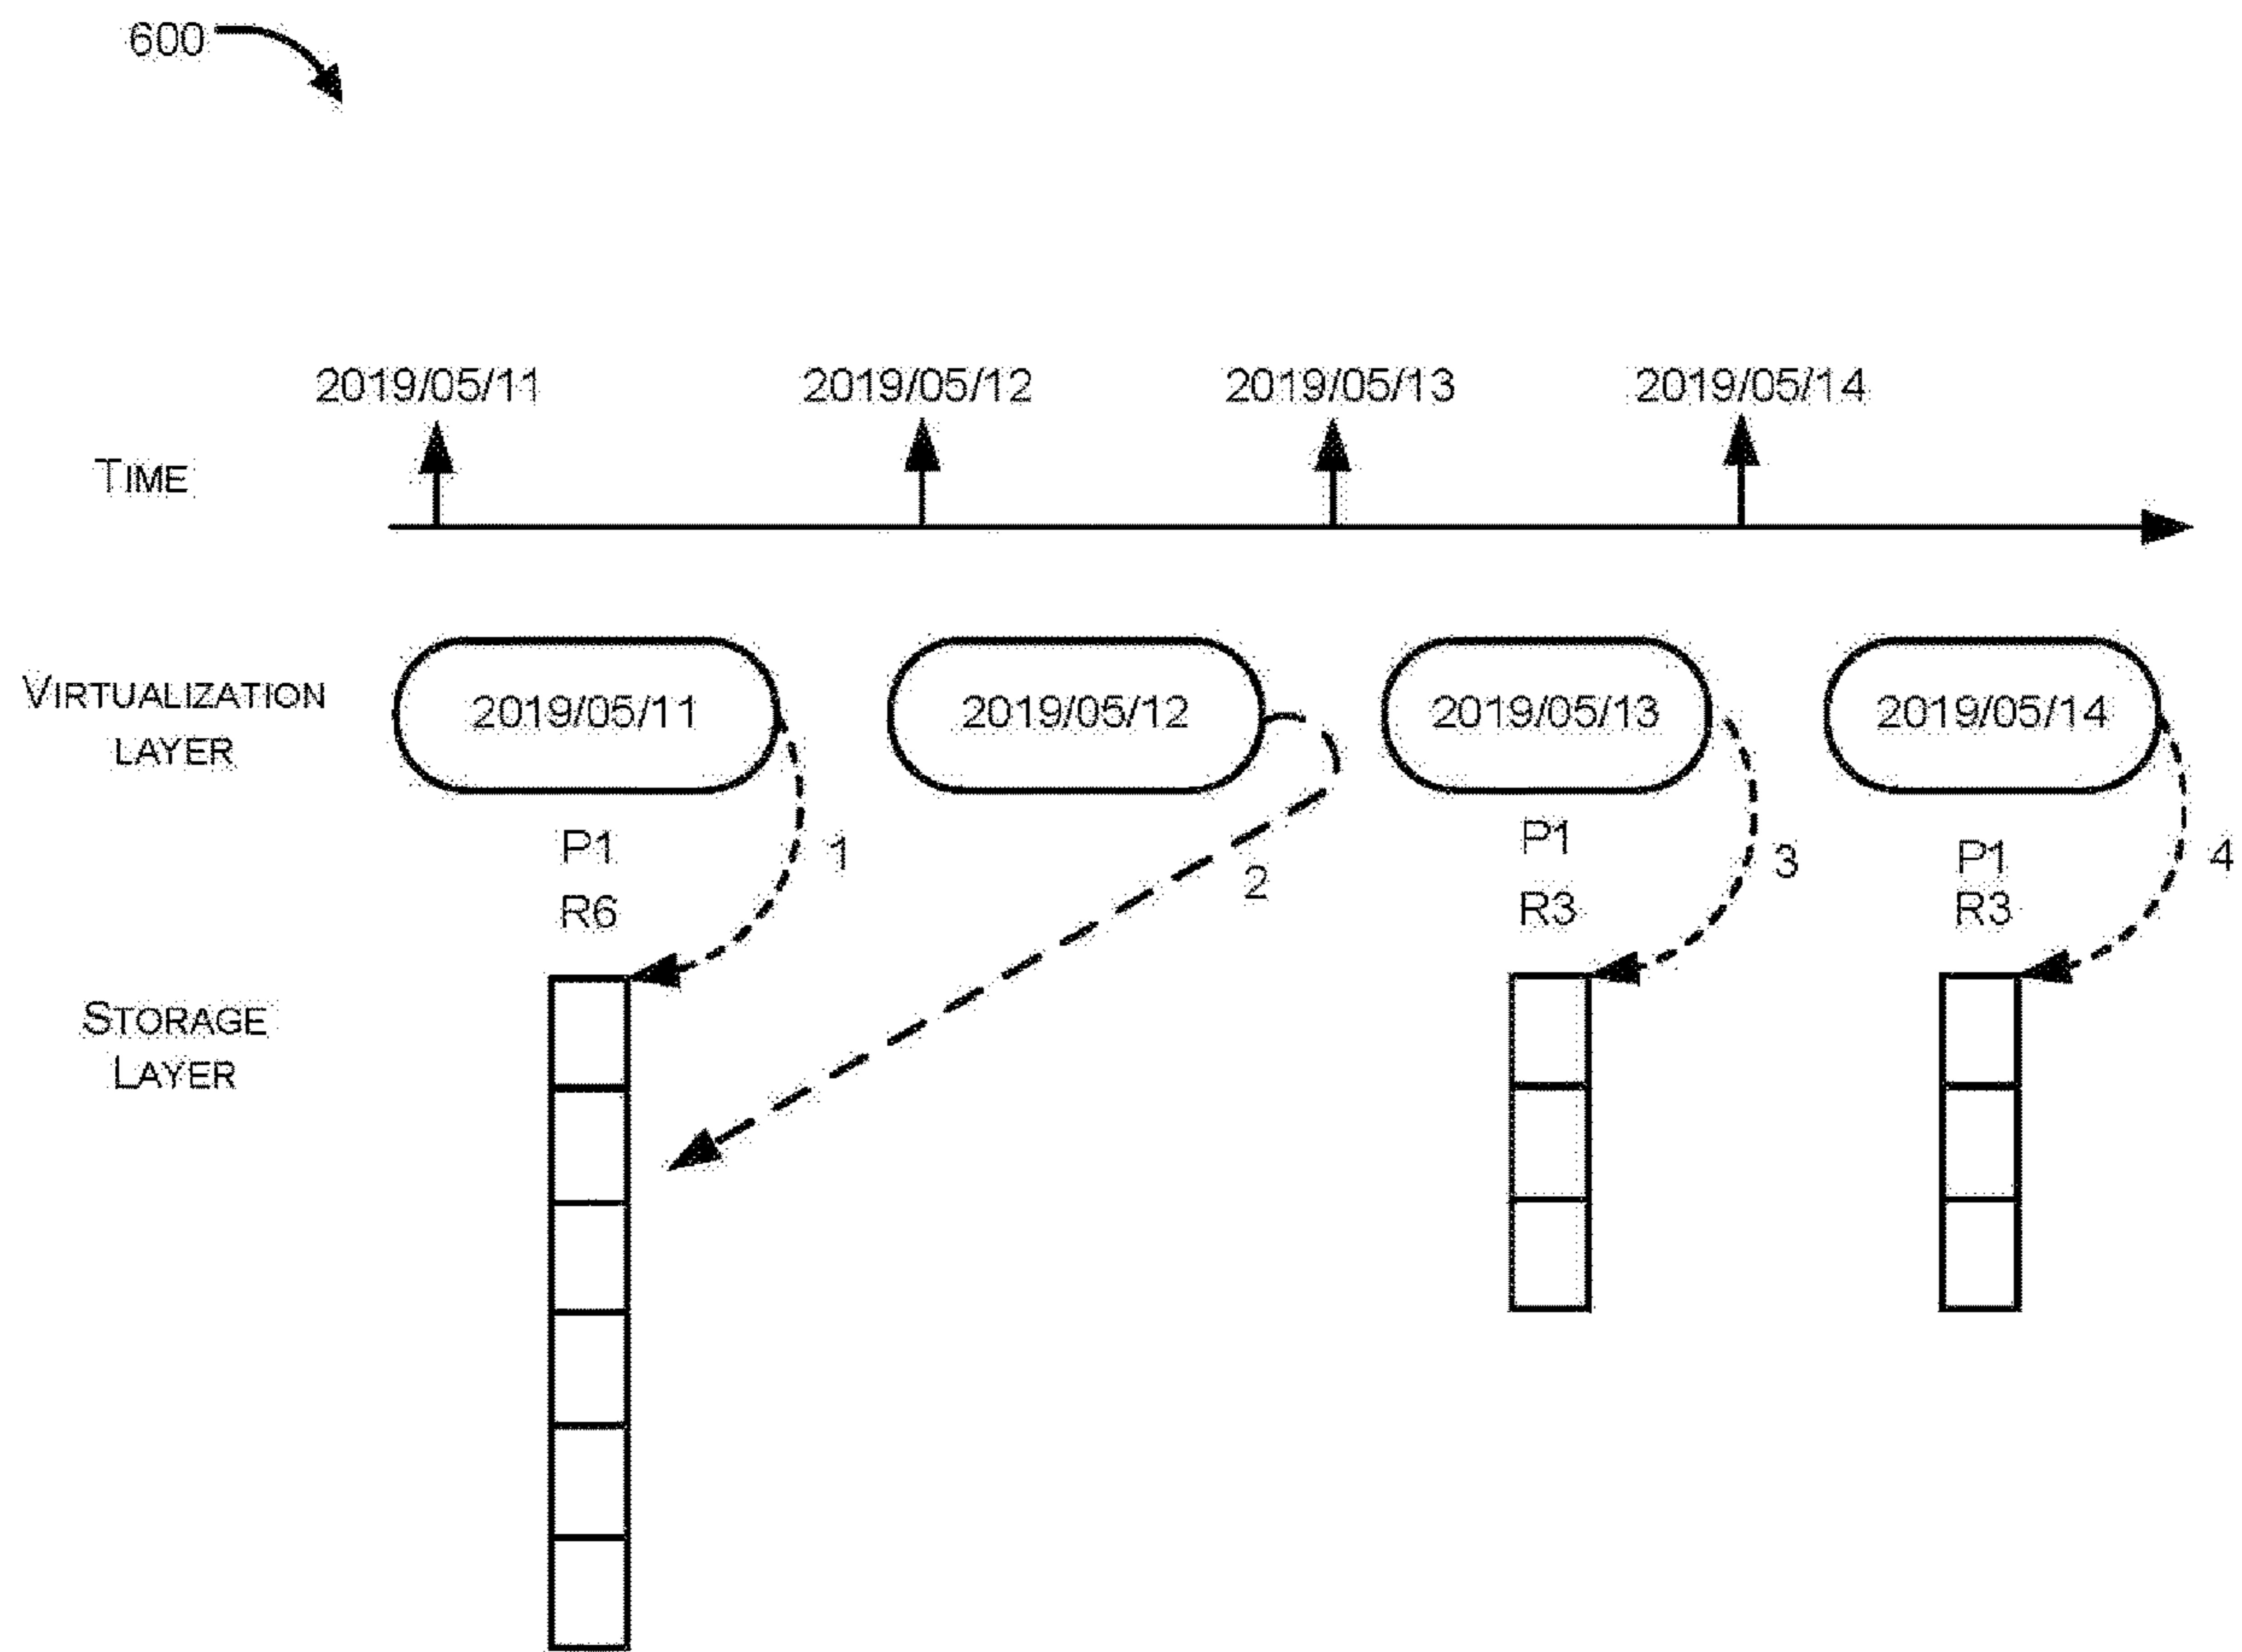 600
2019/05/11 2019/05/12 2019/05/13 2019/05/14
TIME
VIRTUALIZATION
LAYER
2019/05/11 2019/05/12 2019/05/13 2019/05/14
P1 1 P1 3 P1 4
R6 2 R3 R3
STORAGE
LAYER